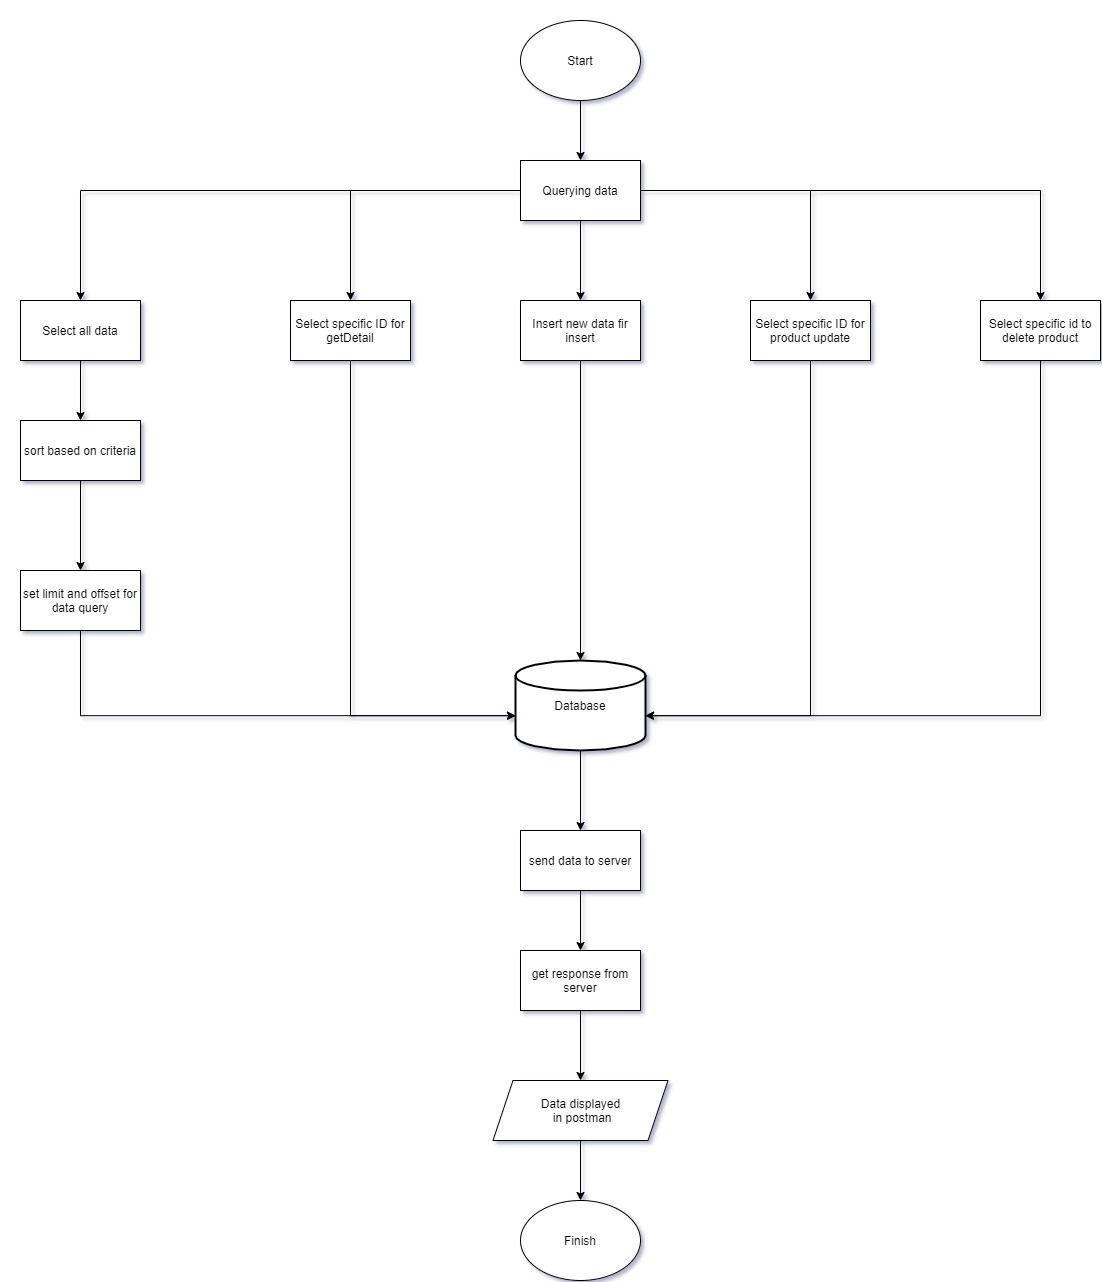 Start
Querying data
Select all data
Select specific ID for
getDetail
Insert new data fir
insert
Select specific ID for
product update
Select specific id to
delete product
sort based on criteria
set limit and offset for
data query
Database
send data to server
get response from
server
Data displayed
in postman
Finish